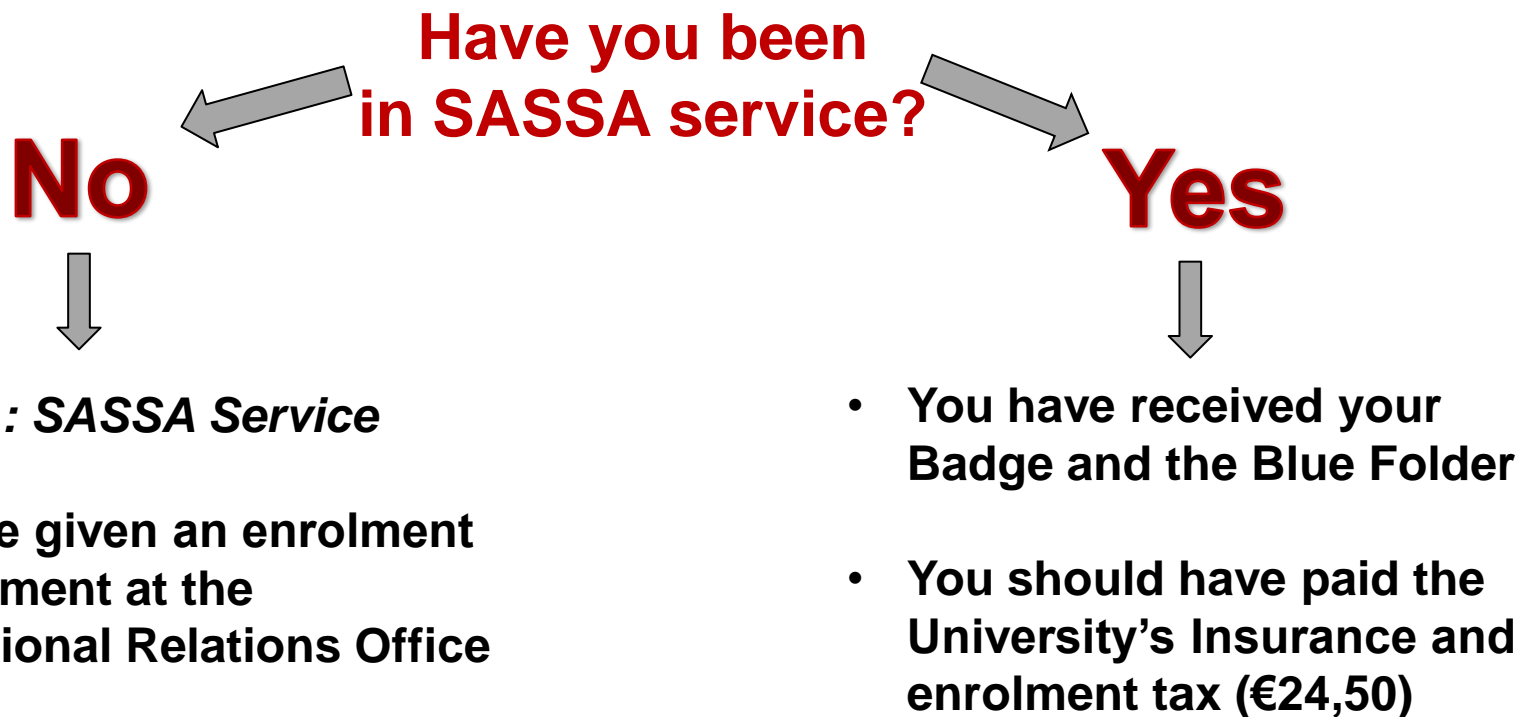 Have you been
in SASSA service?
No
Yes
: SASSA Service
given an enrolment
at the
Relations Office
• You have received your
Badge and the Blue Folder
• You should have paid the
University’s Insurance and
enrolment tax (€24,50)